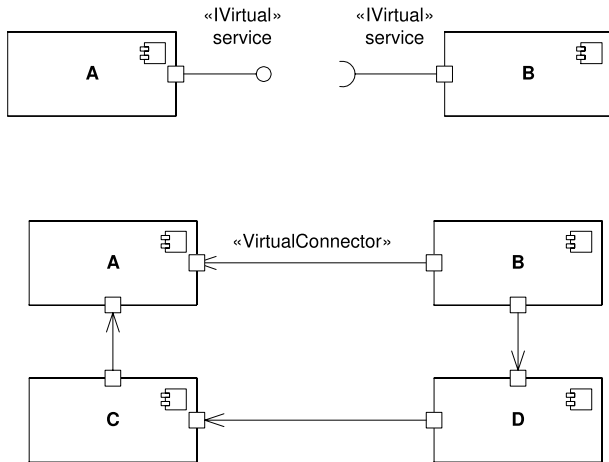 «IVirtual» «IVirtual»
service service
A B
«VirtualConnector»
A B
C D